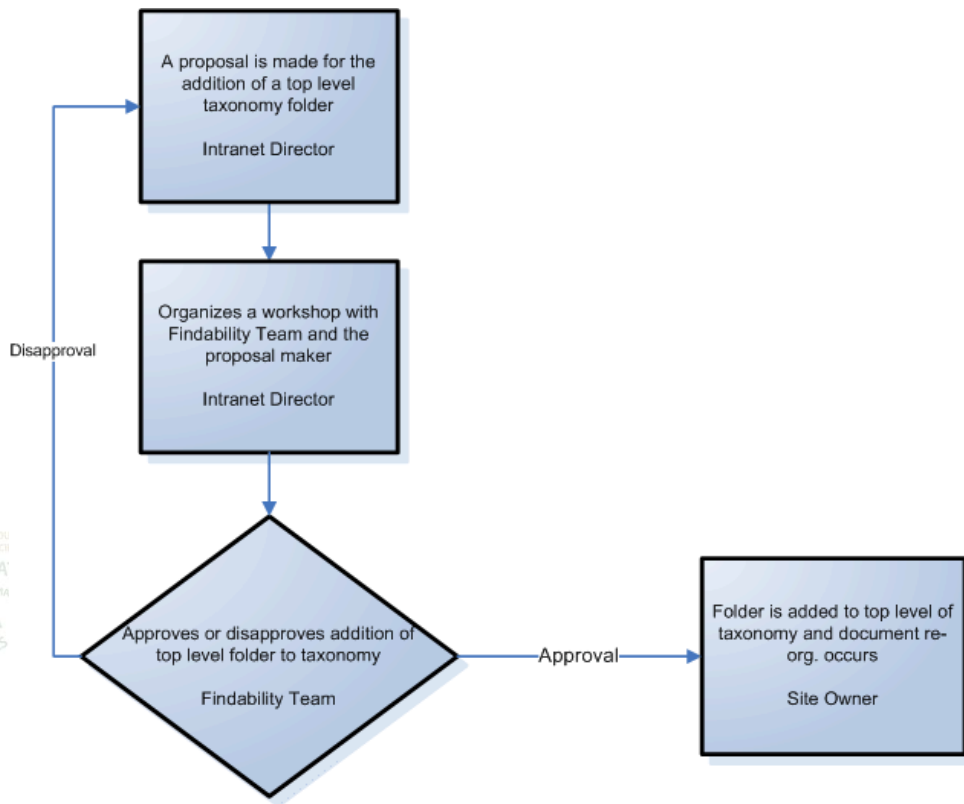 A proposal is made for the
addition of a top level
taxonomy folder
Intranet Director
Organizes a workshop with
Findability Team and the
proposal maker
Intranet Director
Disapproval
Approves or disapproves addition of
top level folder to taxonomy
Findability Team
Approval
Folder is added to top level of
taxonomy and document re-
org. occurs
Site Owner